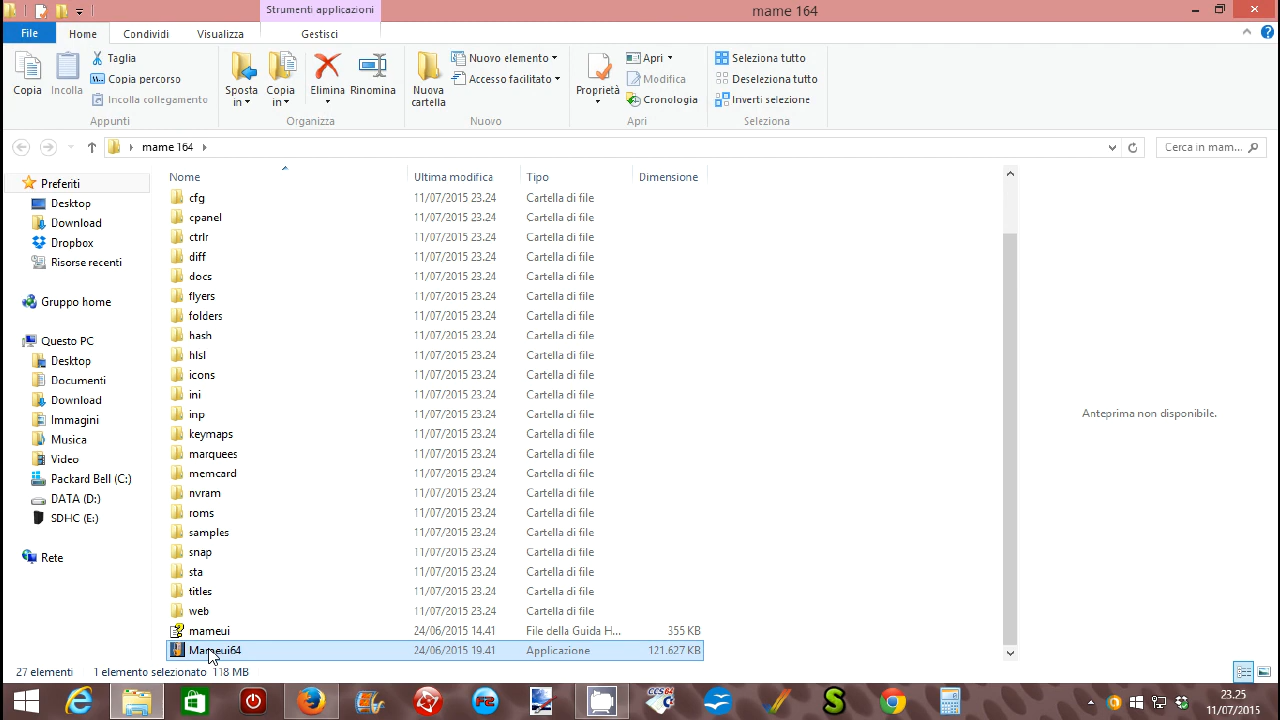 Strumenti applicazioni
mame 164
File Home Condividi Visualizza Gestisci
Copia
Incolla
Taglia
Copia percorso
Incolla collegamento
Appunti
Sposta in
Copia in
Elimina
Rinomina
Organizza
Nuova cartella
Nuovo elemento
Accesso facilitato
Nuovo
Proprietà
Apri
Modifica
Cronologia
Apri
Seleziona tutto
Deseleziona tutto
Inverti selezione
Seleziona
mame 164
Cerca in mam...
Preferiti
Desktop
Download
Dropbox
Risorse recenti
Gruppo home
Questo PC
Desktop
Documenti
Download
Immagini
Musica
Video
Packard Bell (C:)
DATA (D:)
SDHC (E:)
Rete
Nome Ultima modifica Tipo Dimensione
cfg 11/07/2015 23.24 Cartella di file
cpanel 11/07/2015 23.24 Cartella di file
ctrlr 11/07/2015 23.24 Cartella di file
diff 11/07/2015 23.24 Cartella di file
docs 11/07/2015 23.24 Cartella di file
flyers 11/07/2015 23.24 Cartella di file
folders 11/07/2015 23.24 Cartella di file
hash 11/07/2015 23.24 Cartella di file
hlsl 11/07/2015 23.24 Cartella di file
icons 11/07/2015 23.24 Cartella di file
ini 11/07/2015 23.24 Cartella di file
inp 11/07/2015 23.24 Cartella di file
keymaps 11/07/2015 23.24 Cartella di file
marquees 11/07/2015 23.24 Cartella di file
memcard 11/07/2015 23.24 Cartella di file
nvram 11/07/2015 23.24 Cartella di file
roms 11/07/2015 23.24 Cartella di file
samples 11/07/2015 23.24 Cartella di file
snap 11/07/2015 23.24 Cartella di file
sta 11/07/2015 23.24 Cartella di file
titles 11/07/2015 23.24 Cartella di file
web 11/07/2015 23.24 Cartella di file
mameui 24/06/2015 14.41 File della Guida H... 355 KB
Mameui64 24/06/2015 19.41 Applicazione 121.627 KB
Anteprima non disponibile.
27 elementi 1 elemento selezionato 118 MB
CCS64
23.25
11/07/2015